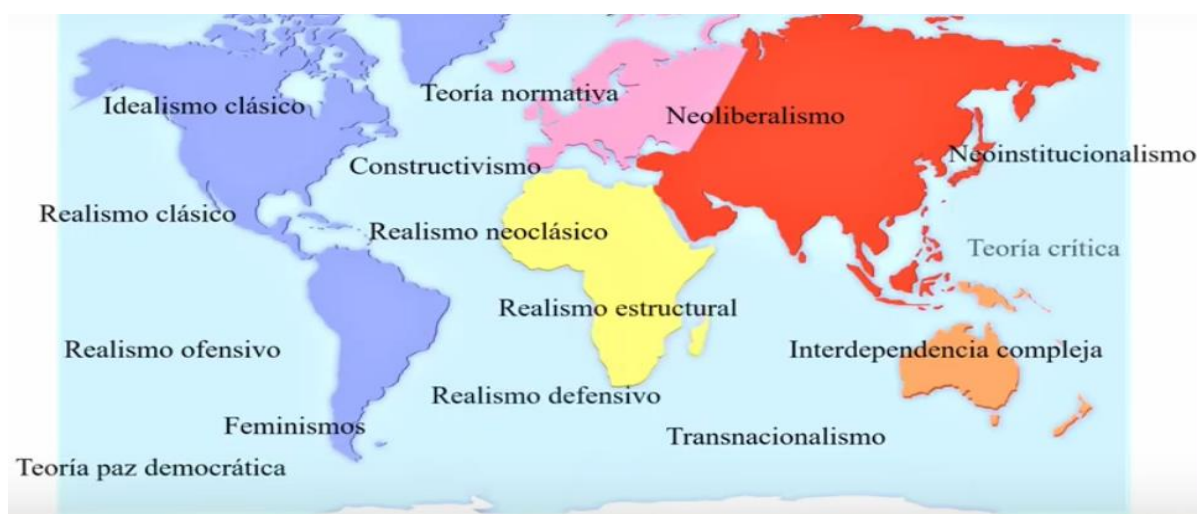 Idealismo clásico
Teoría normativa
Neoliberalismo
Constructivismo
Neoinstitucionalismo
Realismo clásico
Realismo neoclásico
Teoría crítica
Realismo estructural
Realismo ofensivo
Interdependencia compleja
Realismo defensivo
Feminismos
Transnacionalismo
Teoría paz democrática